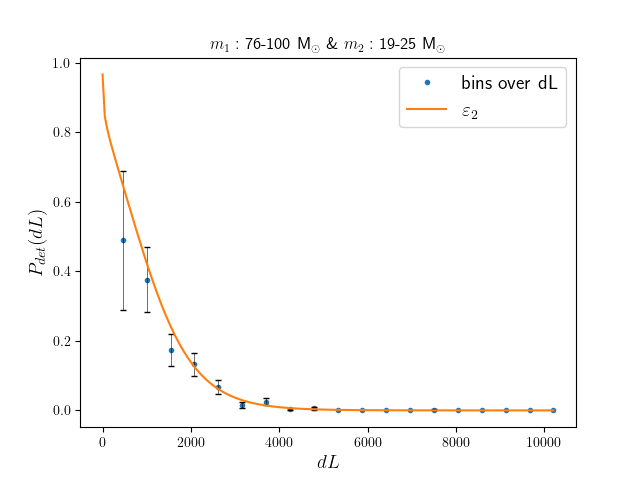 m₁ : 76-100 M⊙ & m₂ : 19-25 M⊙
bins over dL
ε₂
P_det(dL)
1.0
0.8
0.6
0.4
0.2
0.0
0 2000 4000 6000 8000 10000
dL